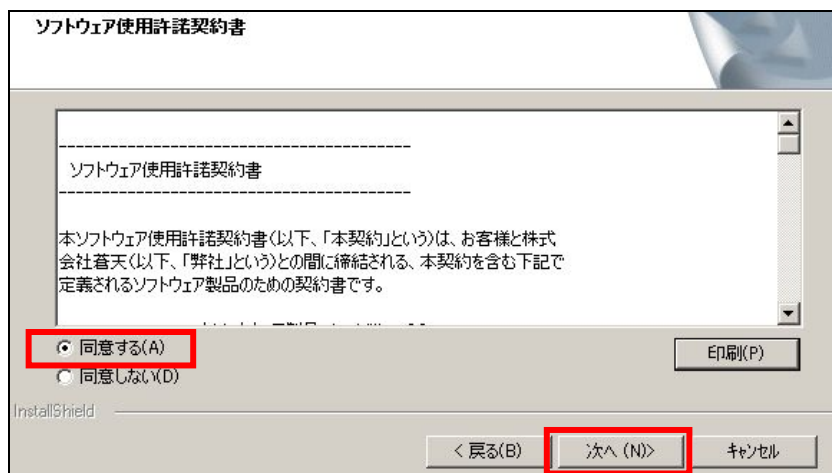 ソフトウェア使用許諾契約書
----------------------------------------
ソフトウェア使用許諾契約書
----------------------------------------
本ソフトウェア使用許諾契約書(以下、「本契約」という)は、お客様と株式
会社蒼天(以下、「弊社」という)との間に締結される、本契約を含む下記で
定義されるソフトウェア製品のための契約書です。
同意する(A)
印刷(P)
同意しない(D)
InstallShield
< 戻る(B)
次へ (N)>
キャンセル